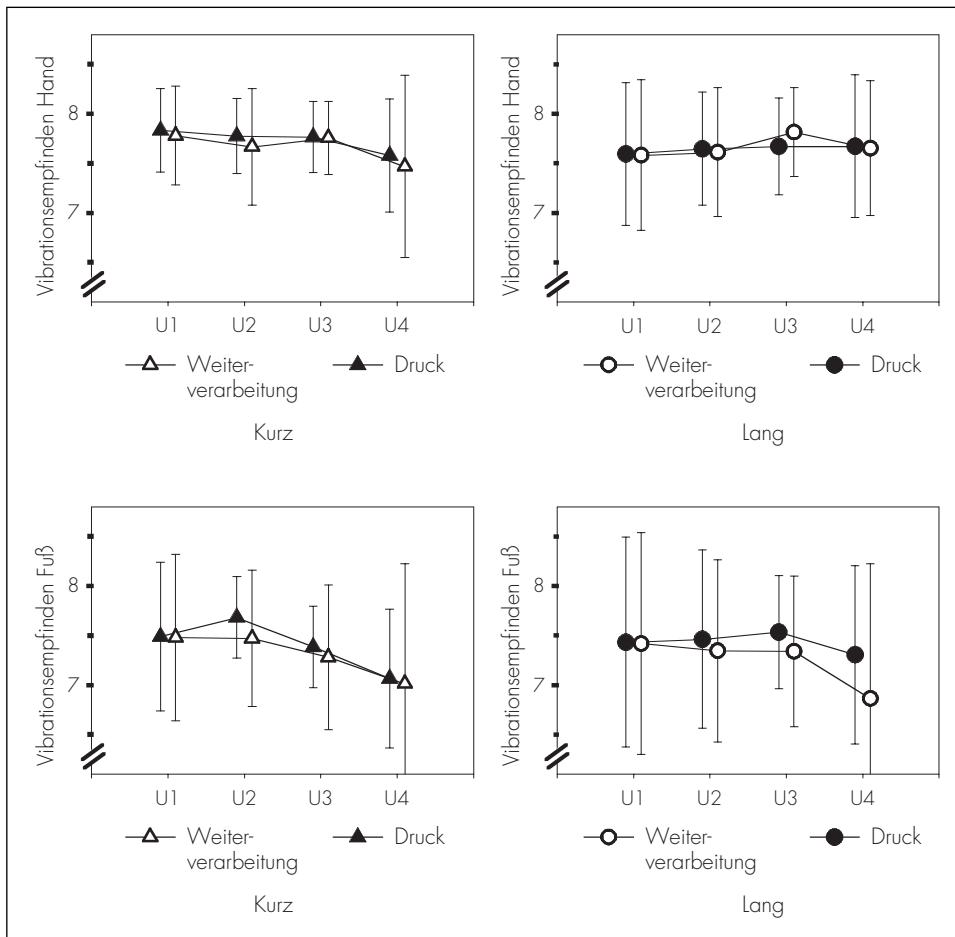 Vibrationsempfinden Hand
8
7
U1 U2 U3 U4
Weiter-
verarbeitung
Druck
Kurz
Vibrationsempfinden Hand
8
7
U1 U2 U3 U4
Weiter-
verarbeitung
Druck
Lang
Vibrationsempfinden Fuß
8
7
U1 U2 U3 U4
Weiter-
verarbeitung
Druck
Kurz
Vibrationsempfinden Fuß
8
7
U1 U2 U3 U4
Weiter-
verarbeitung
Druck
Lang